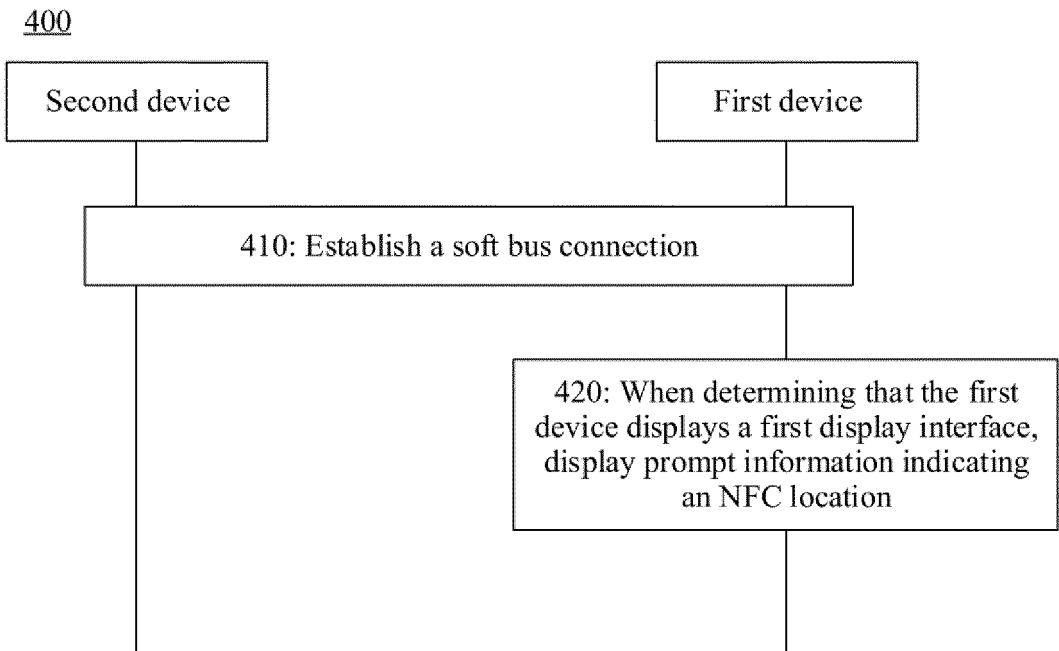 400
Second device
First device
410: Establish a soft bus connection
420: When determining that the first
device displays a first display interface,
display prompt information indicating
an NFC location